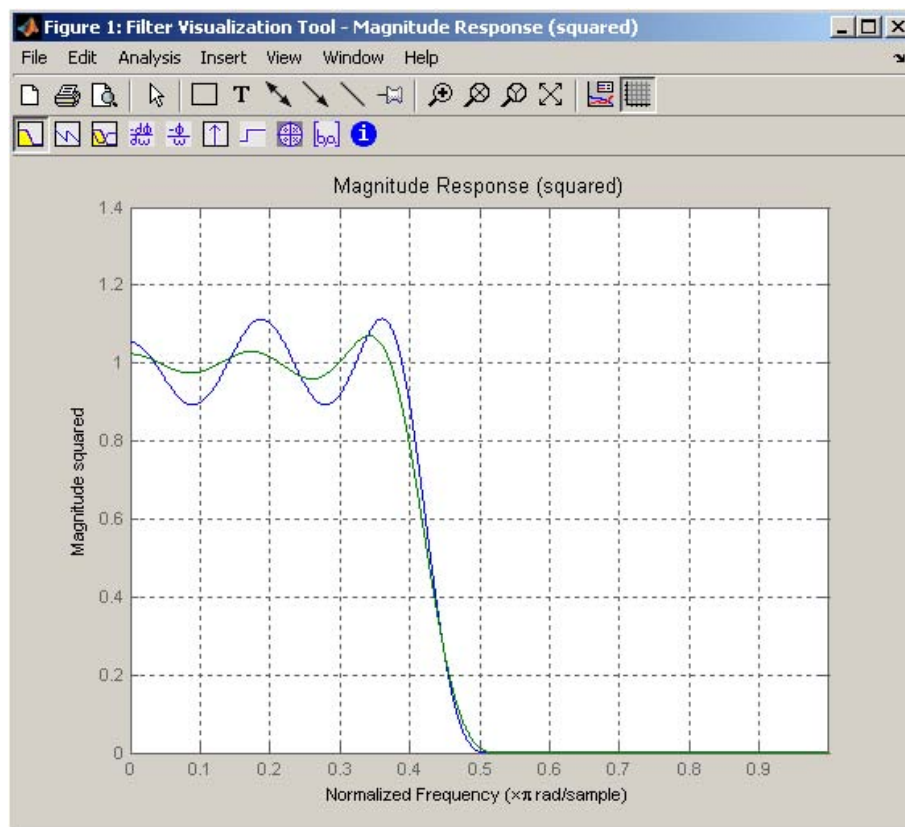 Figure 1: Filter Visualization Tool - Magnitude Response (squared)
File Edit Analysis Insert View Window Help
T
Magnitude Response (squared)
1.4
1.2
1
0.8
0.6
0.4
0.2
0
Magnitude squared
0 0.1 0.2 0.3 0.4 0.5 0.6 0.7 0.8 0.9
Normalized Frequency (×π rad/sample)